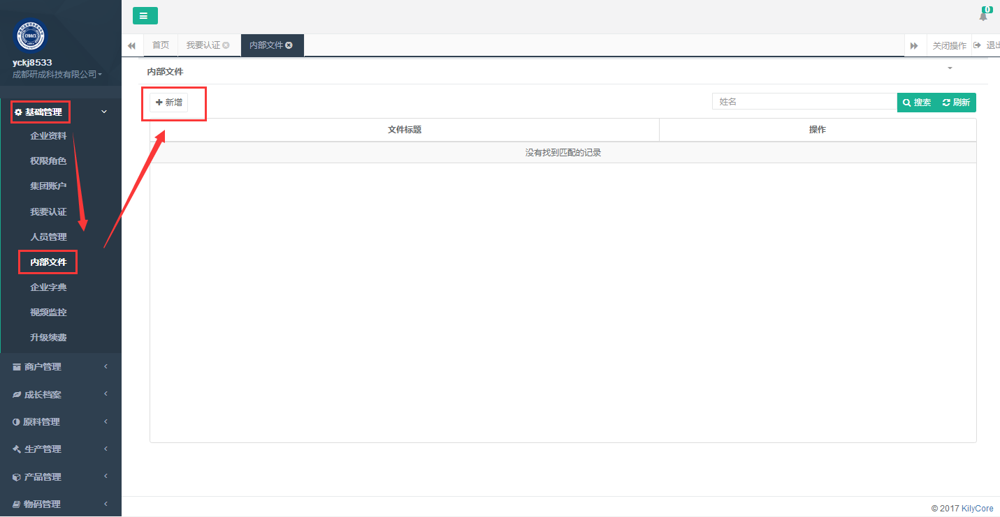 yckj8533
成都研成科技有限公司
基础管理
企业资料
权限角色
集团账户
我要认证
人员管理
内部文件
企业字典
视频监控
升级续费
商户管理
成长档案
原料管理
生产管理
产品管理
物码管理
0
首页 我要认证 内部文件 关闭操作 退出
内部文件
新增 姓名 搜索 刷新
文件标题 操作
没有找到匹配的记录
© 2017 KilyCore